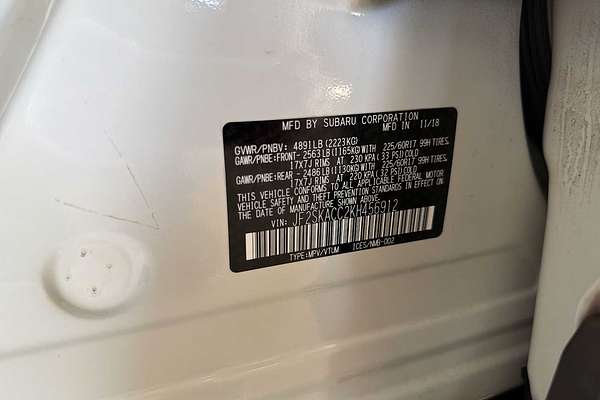 MFD BY SUBARU CORPORATION
MFD IN 11/18
GVWR/PNBV: 4891LB (2223KG)
GAWR/PNBE:FRONT- 2563LB(1165KG)WITH 225/60R17 99H TIRES,
17X7J RIMS AT 230 KPA(33 PSI)COLD
GAWR/PNBE:REAR - 2486LB(1130KG)WITH 225/60R17 99H TIRES,
17X7J RIMS AT 220 KPA(32 PSI)COLD
THIS VEHICLE CONFORMS TO ALL APPLICABLE FEDERAL MOTOR
VEHICLE SAFETY AND BUMPER STANDARDS IN EFFECT ON
THE DATE OF MANUFACTURE SHOWN ABOVE.
VIN: JF2SKACC2KH456912
TYPE:MPV/VTUM ICES/NMB-002